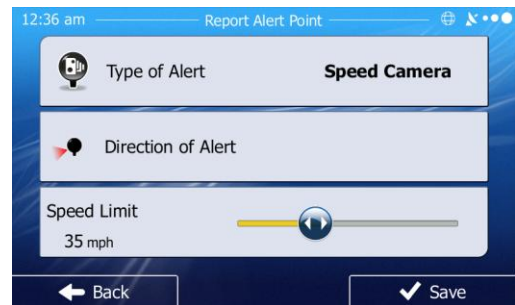 12:36 am Report Alert Point
Type of Alert Speed Camera
Direction of Alert
Speed Limit
35 mph
Back Save